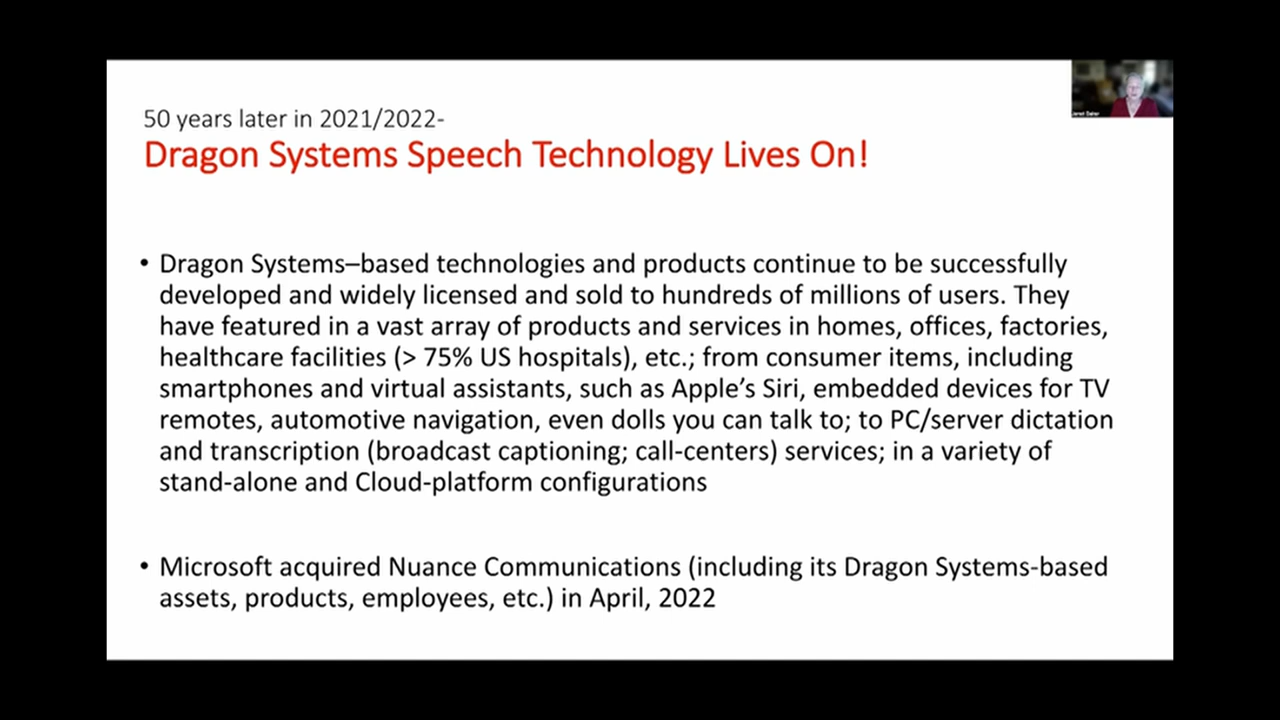 50 years later in 2021/2022-
Dragon Systems Speech Technology Lives On!
• Dragon Systems–based technologies and products continue to be successfully
developed and widely licensed and sold to hundreds of millions of users. They
have featured in a vast array of products and services in homes, offices, factories,
healthcare facilities (> 75% US hospitals), etc.; from consumer items, including
smartphones and virtual assistants, such as Apple’s Siri, embedded devices for TV
remotes, automotive navigation, even dolls you can talk to; to PC/server dictation
and transcription (broadcast captioning; call-centers) services; in a variety of
stand-alone and Cloud-platform configurations
• Microsoft acquired Nuance Communications (including its Dragon Systems-based
assets, products, employees, etc.) in April, 2022
Janet Baker